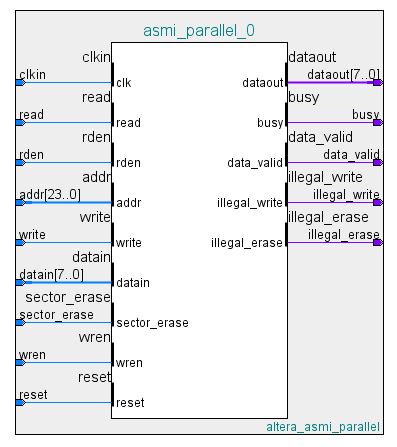 asmi_parallel_0
clkin
dataout
clkin
clk
dataout
dataout[7..0]
read
busy
read
read
busy
busy
rden
data_valid
rden
rden
data_valid
data_valid
addr
illegal_write
addr[23..0]
addr
illegal_write
illegal_write
write
illegal_erase
write
write
illegal_erase
illegal_erase
datain
datain[7..0]
datain
sector_erase
sector_erase
sector_erase
wren
wren
wren
reset
reset
reset
altera_asmi_parallel